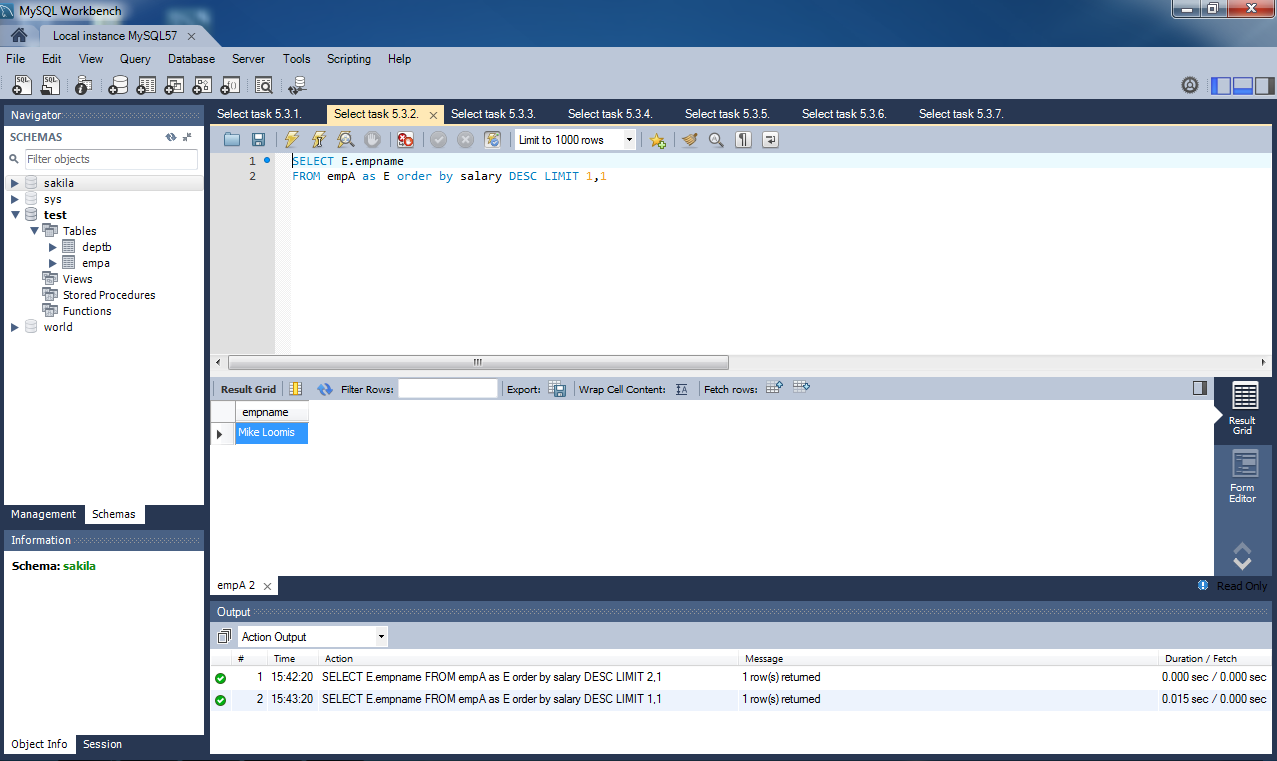 MySQL Workbench
Local instance MySQL57
File Edit View Query Database Server Tools Scripting Help
Navigator
SCHEMAS
Filter objects
sakila
sys
test
Tables
deptb
empa
Views
Stored Procedures
Functions
world
Management Schemas
Information
Schema: sakila
Object Info Session
Select task 5.3.1. Select task 5.3.2. Select task 5.3.3. Select task 5.3.4. Select task 5.3.5. Select task 5.3.6. Select task 5.3.7.
Limit to 1000 rows
1 SELECT E.empname
2 FROM empA as E order by salary DESC LIMIT 1,1
Result Grid Filter Rows: Export: Wrap Cell Content: Fetch rows:
empname
Mike Loomis
Result
Grid
Form
Editor
empA 2
Read Only
Output
Action Output
# Time Action Message Duration / Fetch
1 15:42:20 SELECT E.empname FROM empA as E order by salary DESC LIMIT 2,1 1 row(s) returned 0.000 sec / 0.000 sec
2 15:43:20 SELECT E.empname FROM empA as E order by salary DESC LIMIT 1,1 1 row(s) returned 0.015 sec / 0.000 sec